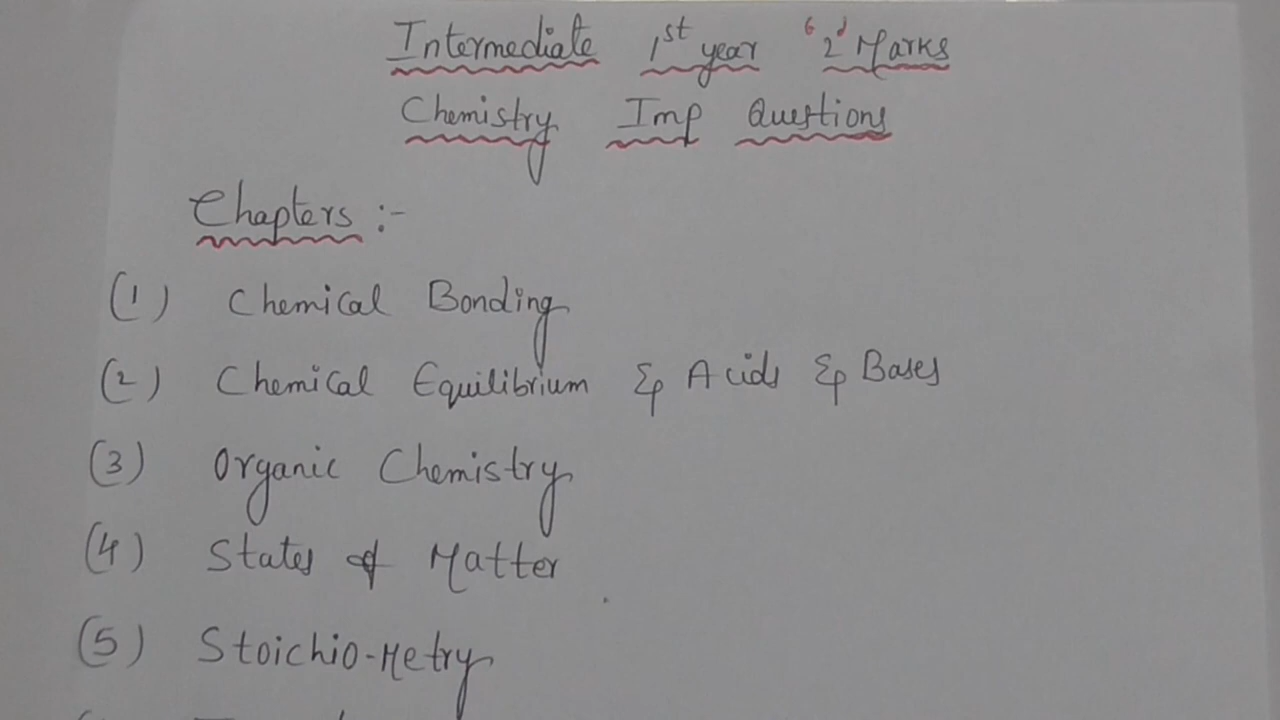 Intermediate 1st year "2" Marks
Chemistry Imp Questions
Chapters :-
(1) Chemical Bonding
(2) Chemical Equilibrium & Acids & Bases
(3) Organic Chemistry
(4) States of Matter
(5) Stoichio-Metry